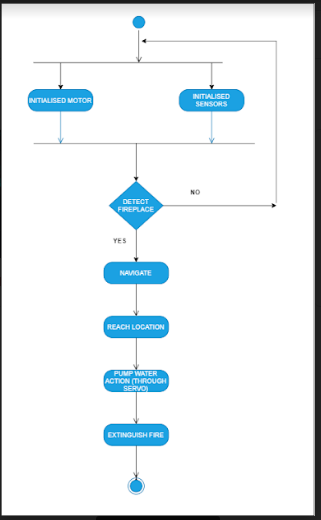 INITIALISED MOTOR
INITIALISED
SENSORS
DETECT
FIREPLACE
NO
YES
NAVIGATE
REACH LOCATION
PUMP WATER
ACTION (THROUGH
SERVO)
EXTINGUISH FIRE